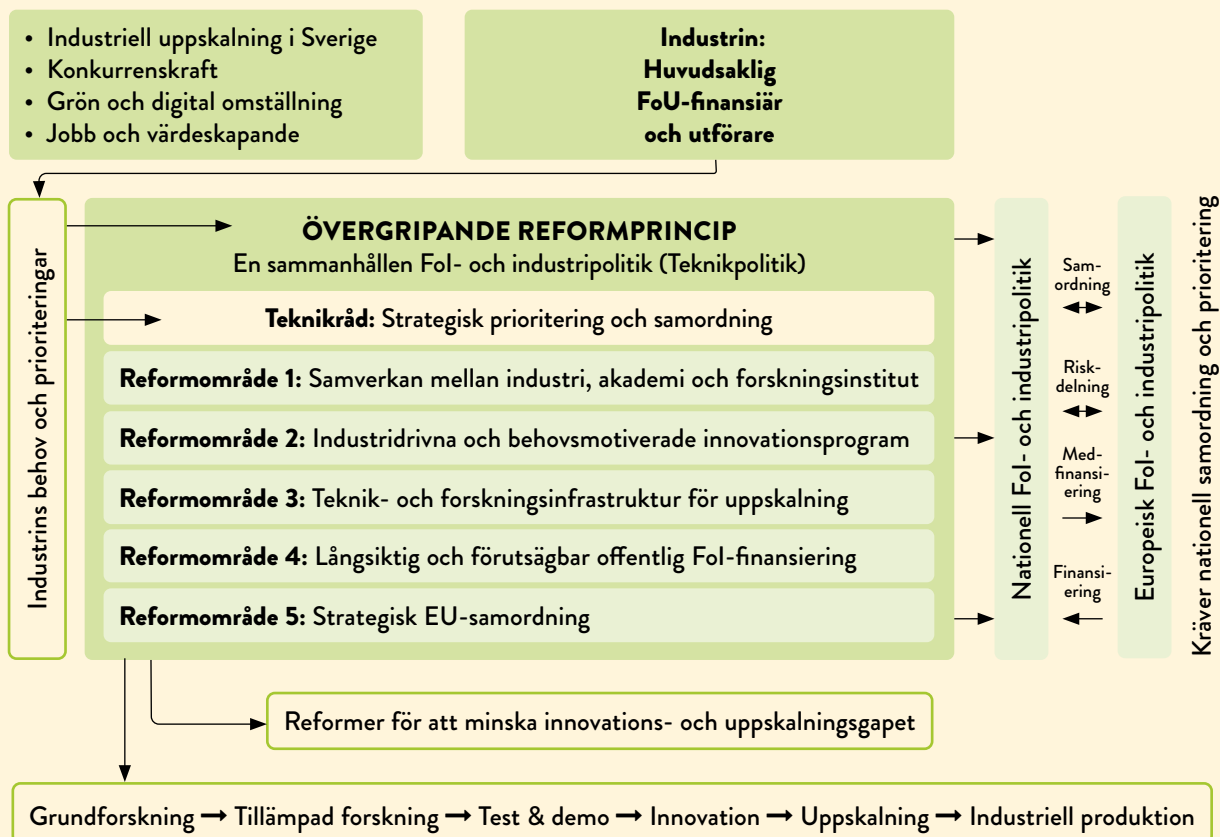 • Industriell uppskalning i Sverige
• Konkurrenskraft
• Grön och digital omställning
• Jobb och värdeskapande
Industrin:
Huvudsaklig
FoU-finansiär
och utförare
Industrins behov och prioriteringar
ÖVERGRIPANDE REFORMPRINCIP
En sammanhållen FoI- och industripolitik (Teknikpolitik)
Teknikråd: Strategisk prioritering och samordning
Reformområde 1: Samverkan mellan industri, akademi och forskningsinstitut
Reformområde 2: Industridrivna och behovsmotiverade innovationsprogram
Reformområde 3: Teknik- och forskningsinfrastruktur för uppskalning
Reformområde 4: Långsiktig och förutsägbar offentlig FoI-finansiering
Reformområde 5: Strategisk EU-samordning
Nationell FoI- och industripolitik
Sam-
ordning
Risk-
delning
Med-
finansi-
ering
Finansi-
ering
Europeisk FoI- och industripolitik
Kräver nationell samordning och prioritering
Reformer för att minska innovations- och uppskalningsgapet
Grundforskning → Tillämpad forskning → Test & demo → Innovation → Uppskalning → Industriell produktion